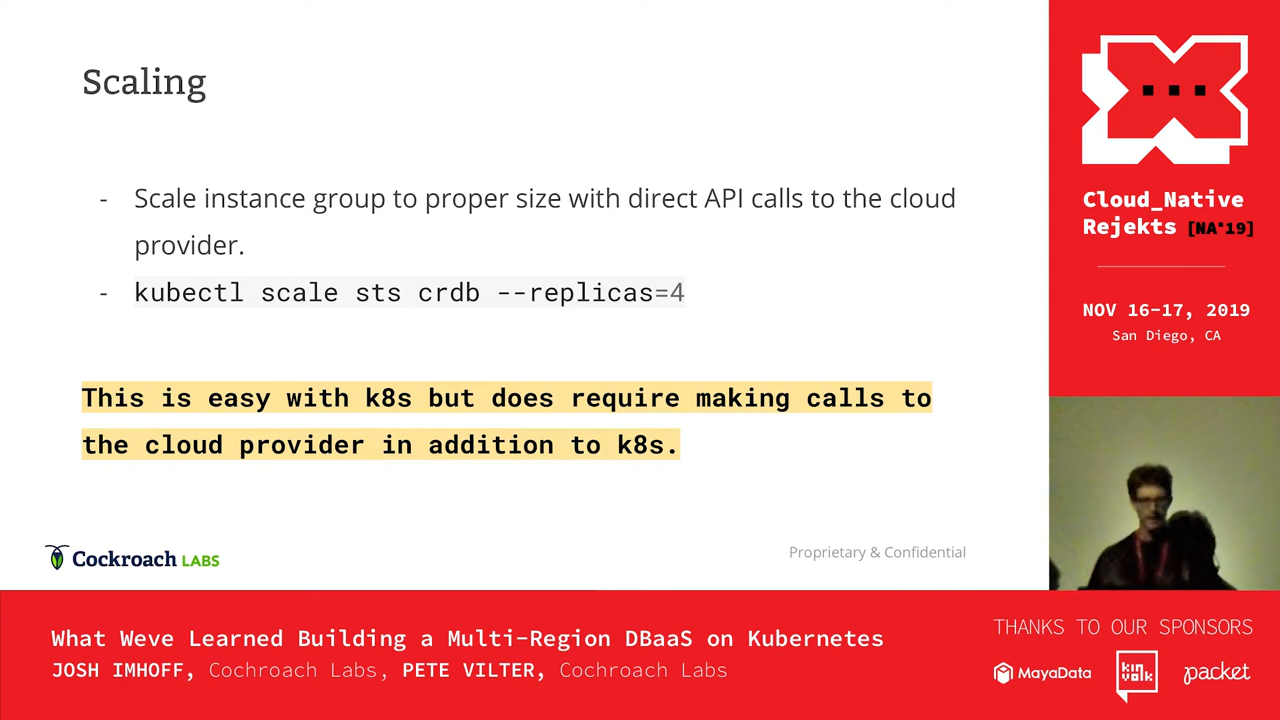 Scaling
- Scale instance group to proper size with direct API calls to the cloud
provider.
- kubectl scale sts crdb --replicas=4
This is easy with k8s but does require making calls to
the cloud provider in addition to k8s.
Cockroach LABS
Proprietary & Confidential
Cloud_Native
Rejekts [NA'19]
NOV 16-17, 2019
San Diego, CA
What Weve Learned Building a Multi-Region DBaaS on Kubernetes
JOSH IMHOFF, Cochroach Labs, PETE VILTER, Cochroach Labs
THANKS TO OUR SPONSORS
MayaData
kinvolk
packet